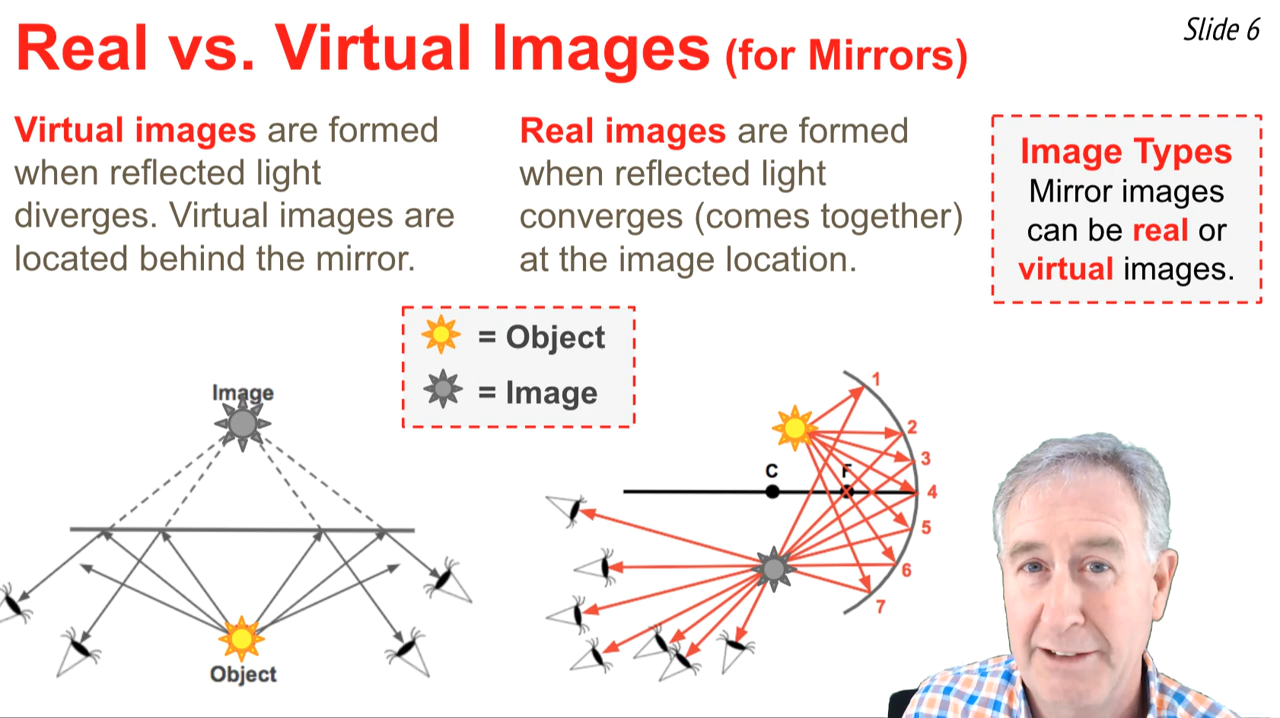 Real vs. Virtual Images (for Mirrors)
Slide 6
Virtual images are formed
when reflected light
diverges. Virtual images are
located behind the mirror.
Real images are formed
when reflected light
converges (comes together)
at the image location.
Image Types
Mirror images
can be real or
virtual images.
= Object
= Image
Image
Object
C
F
1
2
3
4
5
6
7